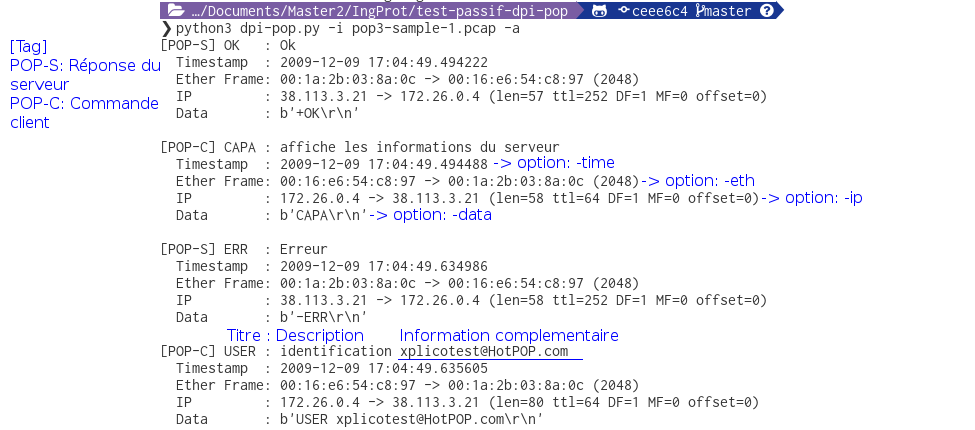 …/Documents/Master2/IngProt/test-passif-dpi-pop ceee6c4 master ?
❯ python3 dpi-pop.py -i pop3-sample-1.pcap -a
[Tag]
POP-S: Réponse du
serveur
POP-C: Commande
client
[POP-S] OK : Ok
Timestamp : 2009-12-09 17:04:49.494222
Ether Frame: 00:1a:2b:03:8a:0c -> 00:16:e6:54:c8:97 (2048)
IP : 38.113.3.21 -> 172.26.0.4 (len=57 ttl=252 DF=1 MF=0 offset=0)
Data : b'+OK\r\n'
[POP-C] CAPA : affiche les informations du serveur
Timestamp : 2009-12-09 17:04:49.494488 -> option: -time
Ether Frame: 00:16:e6:54:c8:97 -> 00:1a:2b:03:8a:0c (2048)-> option: -eth
IP : 172.26.0.4 -> 38.113.3.21 (len=58 ttl=64 DF=1 MF=0 offset=0)-> option: -ip
Data : b'CAPA\r\n'-> option: -data
[POP-S] ERR : Erreur
Timestamp : 2009-12-09 17:04:49.634986
Ether Frame: 00:1a:2b:03:8a:0c -> 00:16:e6:54:c8:97 (2048)
IP : 38.113.3.21 -> 172.26.0.4 (len=58 ttl=252 DF=1 MF=0 offset=0)
Data : b'-ERR\r\n'
Titre : Description Information complementaire
[POP-C] USER : identification xplicotest@HotPOP.com
Timestamp : 2009-12-09 17:04:49.635605
Ether Frame: 00:16:e6:54:c8:97 -> 00:1a:2b:03:8a:0c (2048)
IP : 172.26.0.4 -> 38.113.3.21 (len=80 ttl=64 DF=1 MF=0 offset=0)
Data : b'USER xplicotest@HotPOP.com\r\n'